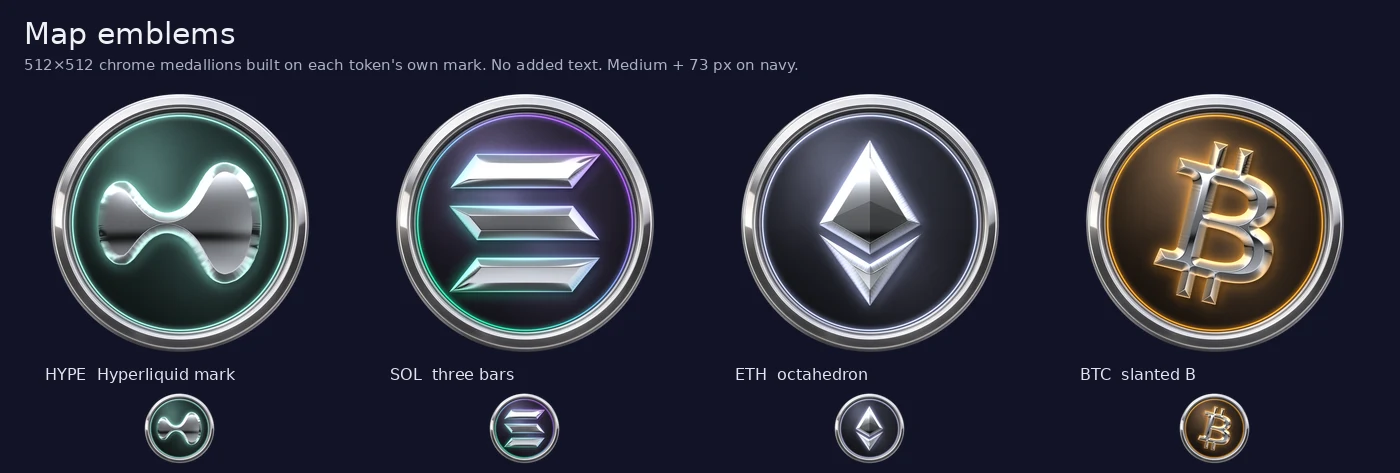 Map emblems
512×512 chrome medallions built on each token's own mark. No added text. Medium + 73 px on navy.
HYPE  Hyperliquid mark
SOL  three bars
ETH  octahedron
BTC  slanted B